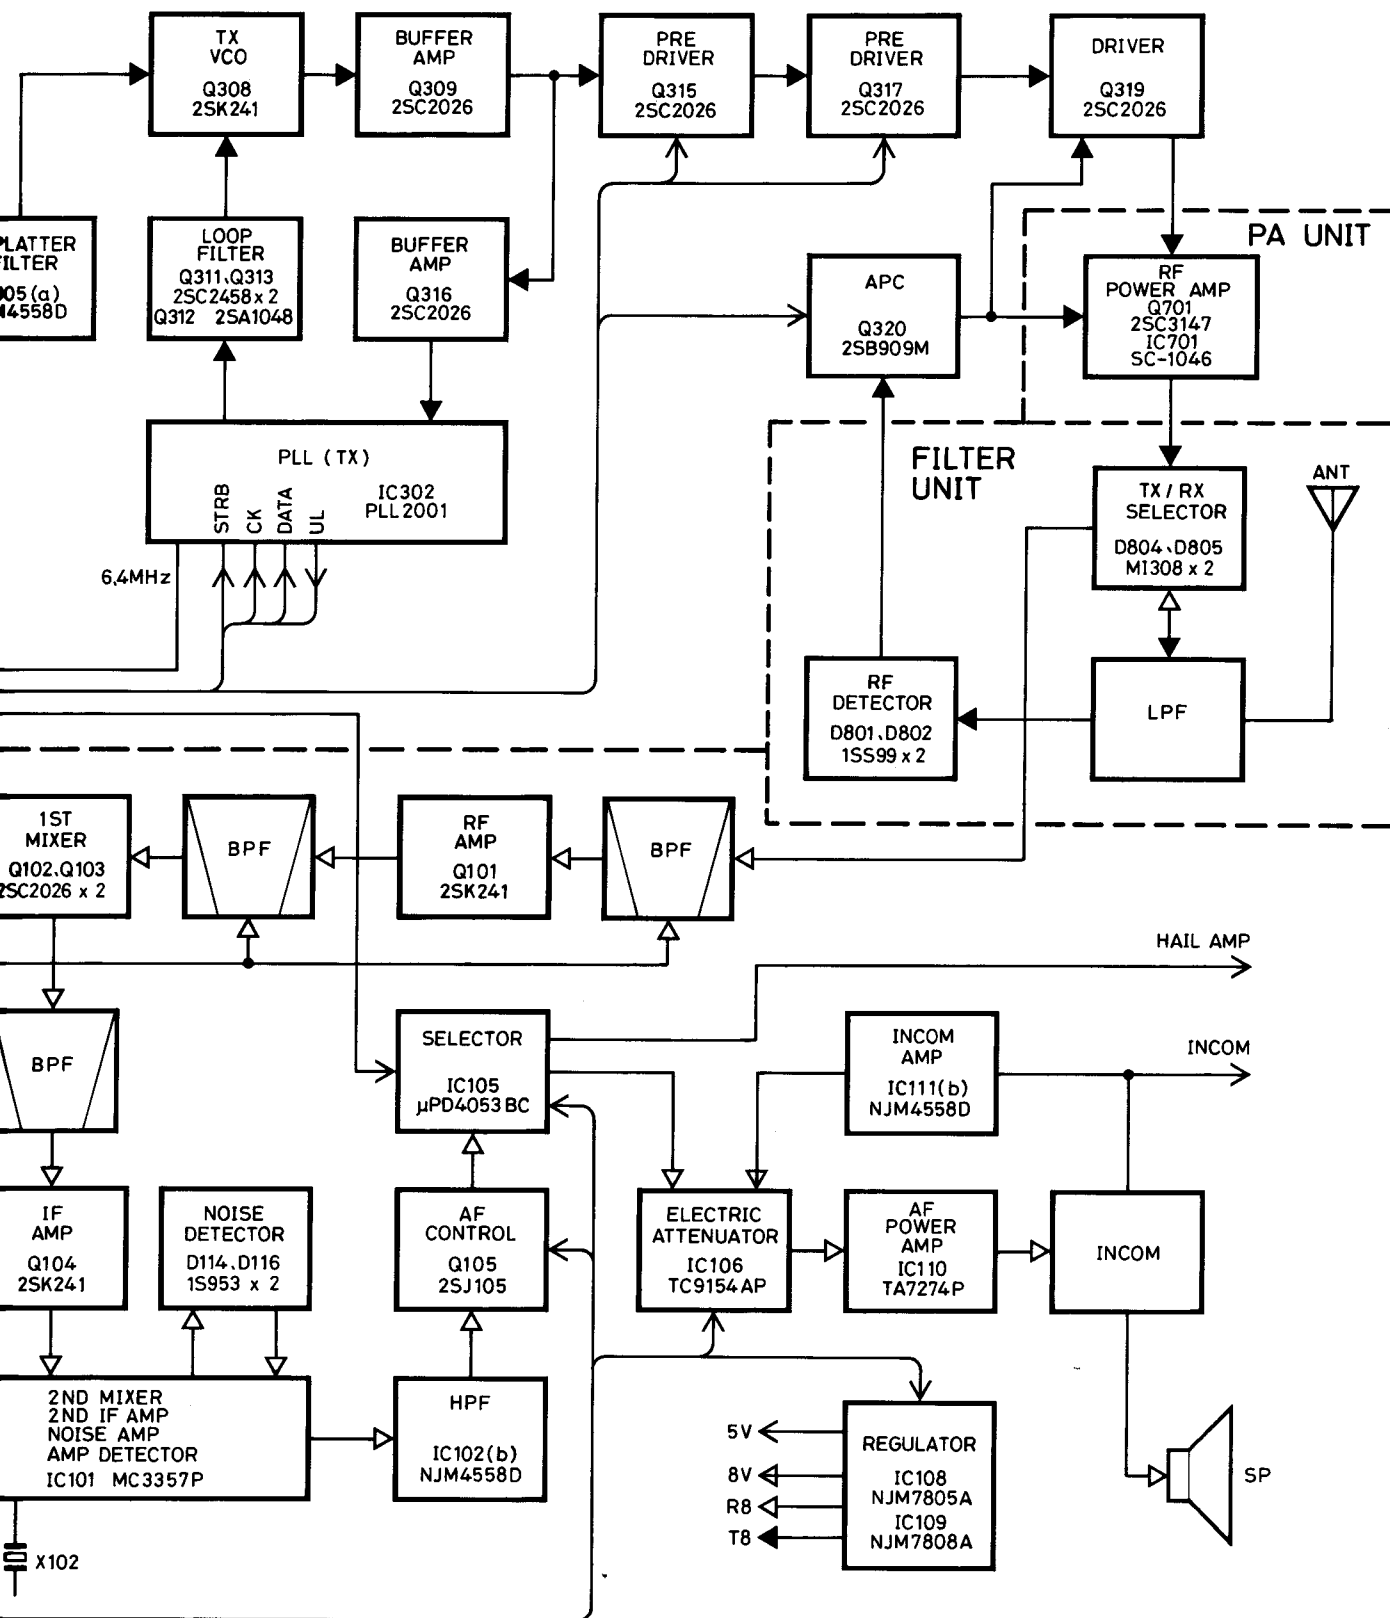 TX
VCO
Q308
2SK241
BUFFER
AMP
Q309
2SC2026
PRE
DRIVER
Q315
2SC2026
PRE
DRIVER
Q317
2SC2026
DRIVER
Q319
2SC2026
PLATTER
FILTER
05(a)
4558D
LOOP
FILTER
Q311、Q313
2SC2458 x 2
Q312 2SA1048
BUFFER
AMP
Q316
2SC2026
APC
Q320
2SB909M
PA UNIT
RF
POWER AMP
Q701
2SC3147
IC701
SC-1046
PLL (TX)
IC302
PLL2001
STRB
CK
DATA
UL
6,4MHz
FILTER
UNIT
TX / RX
SELECTOR
D804、D805
MI308 x 2
ANT
RF
DETECTOR
D801、D802
1SS99 x 2
LPF
1ST
MIXER
Q102、Q103
2SC2026 x 2
BPF
RF
AMP
Q101
2SK241
BPF
HAIL AMP
BPF
SELECTOR
IC105
μPD4053BC
INCOM
AMP
IC111(b)
NJM4558D
INCOM
IF
AMP
Q104
2SK241
NOISE
DETECTOR
D114、D116
1S953 x 2
AF
CONTROL
Q105
2SJ105
ELECTRIC
ATTENUATOR
IC106
TC9154AP
AF
POWER
AMP
IC110
TA7274P
INCOM
2ND MIXER
2ND IF AMP
NOISE AMP
AMP DETECTOR
IC101 MC3357P
HPF
IC102(b)
NJM4558D
5V
8V
R8
T8
REGULATOR
IC108
NJM7805A
IC109
NJM7808A
SP
X102